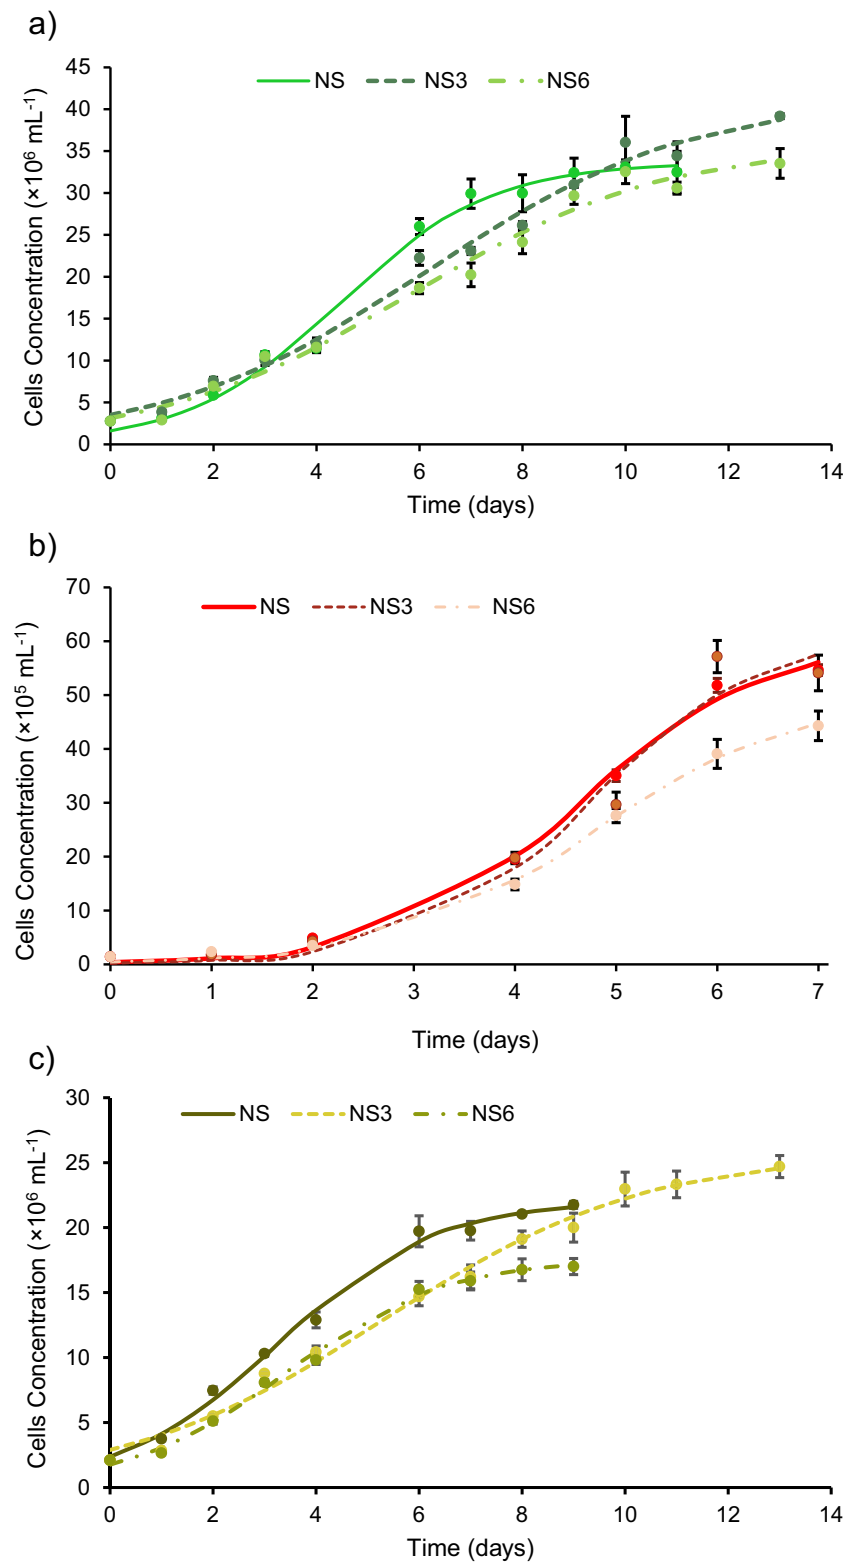 a)
NS NS3 NS6
45
40
35
30
25
20
15
10
5
0
Cells Concentration (×10⁶ mL⁻¹)
0 2 4 6 8 10 12 14
Time (days)
b)
NS NS3 NS6
70
60
50
40
30
20
10
0
Cells Concentration (×10⁵ mL⁻¹)
0 1 2 3 4 5 6 7
Time (days)
c)
NS NS3 NS6
30
25
20
15
10
5
0
Cells Concentration (×10⁶ mL⁻¹)
0 2 4 6 8 10 12 14
Time (days)